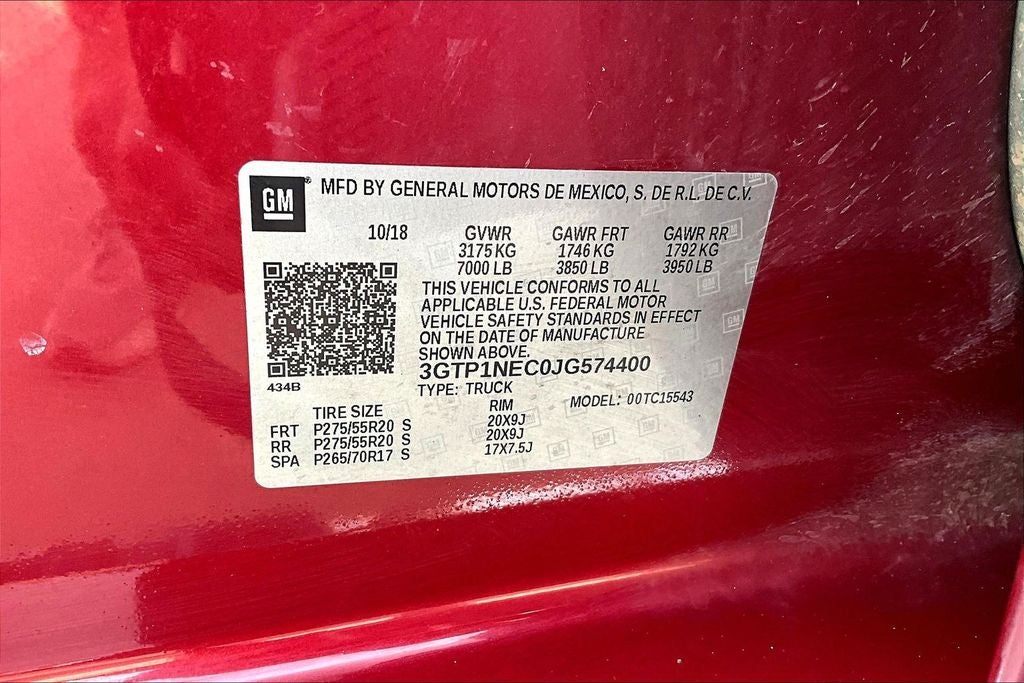 GM® MFD BY GENERAL MOTORS DE MEXICO, S. DE R.L. DE C.V.
10/18 GVWR GAWR FRT GAWR RR
3175 KG 1746 KG 1792 KG
7000 LB 3850 LB 3950 LB
THIS VEHICLE CONFORMS TO ALL
APPLICABLE U.S. FEDERAL MOTOR
VEHICLE SAFETY STANDARDS IN EFFECT
ON THE DATE OF MANUFACTURE
SHOWN ABOVE.
3GTP1NEC0JG574400
434B
TYPE: TRUCK MODEL: 00TC15543
TIRE SIZE RIM
FRT P275/55R20 S 20X9J
RR P275/55R20 S 20X9J
SPA P265/70R17 S 17X7.5J